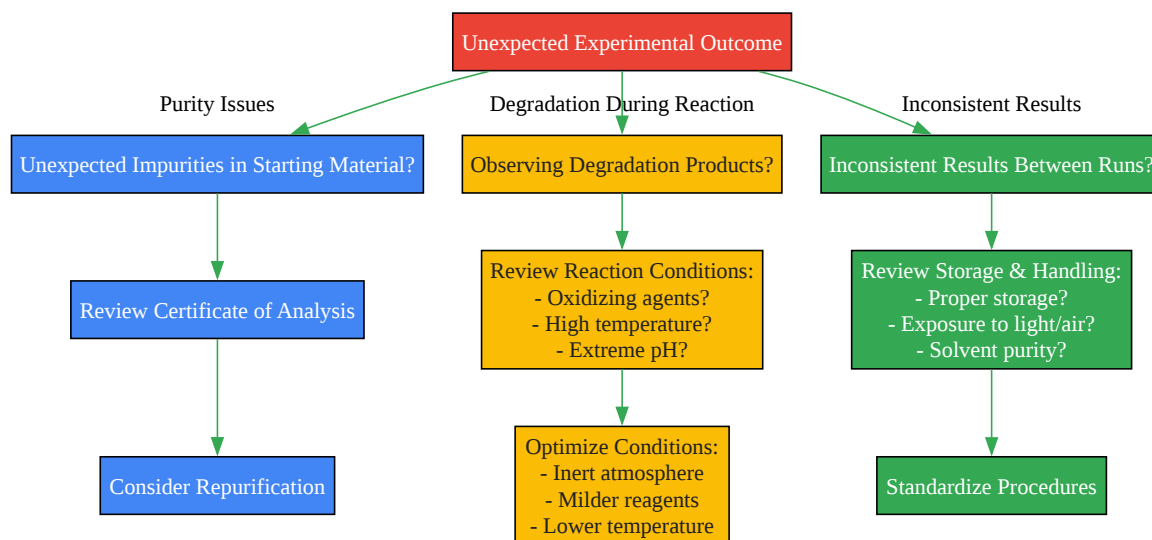 Unexpected Experimental Outcome
Purity Issues
Degradation During Reaction
Inconsistent Results
Unexpected Impurities in Starting Material?
Observing Degradation Products?
Inconsistent Results Between Runs?
Review Certificate of Analysis
Review Reaction Conditions:
- Oxidizing agents?
- High temperature?
- Extreme pH?
Review Storage & Handling:
- Proper storage?
- Exposure to light/air?
- Solvent purity?
Consider Repurification
Optimize Conditions:
- Inert atmosphere
- Milder reagents
- Lower temperature
Standardize Procedures